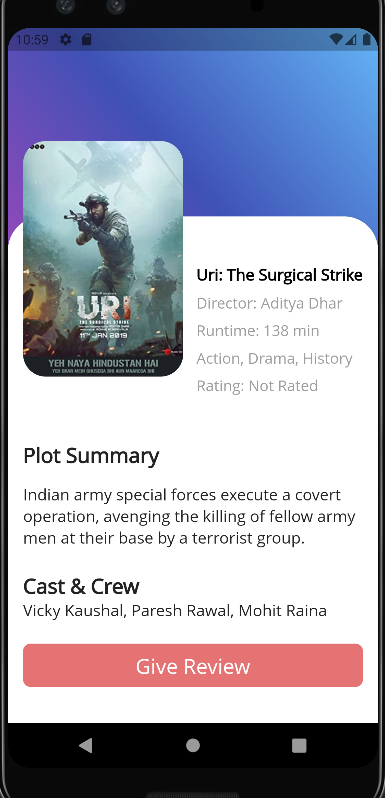 10:59
URI
THE SURGICAL STRIKE
11TH JAN 2019
YEH NAYA HINDUSTAN HAI
YEH GHAR MEIN GHUSEGA BHI AUR MAAREGA BHI
Uri: The Surgical Strike
Director: Aditya Dhar
Runtime: 138 min
Action, Drama, History
Rating: Not Rated
Plot Summary
Indian army special forces execute a covert
operation, avenging the killing of fellow army
men at their base by a terrorist group.
Cast & Crew
Vicky Kaushal, Paresh Rawal, Mohit Raina
Give Review